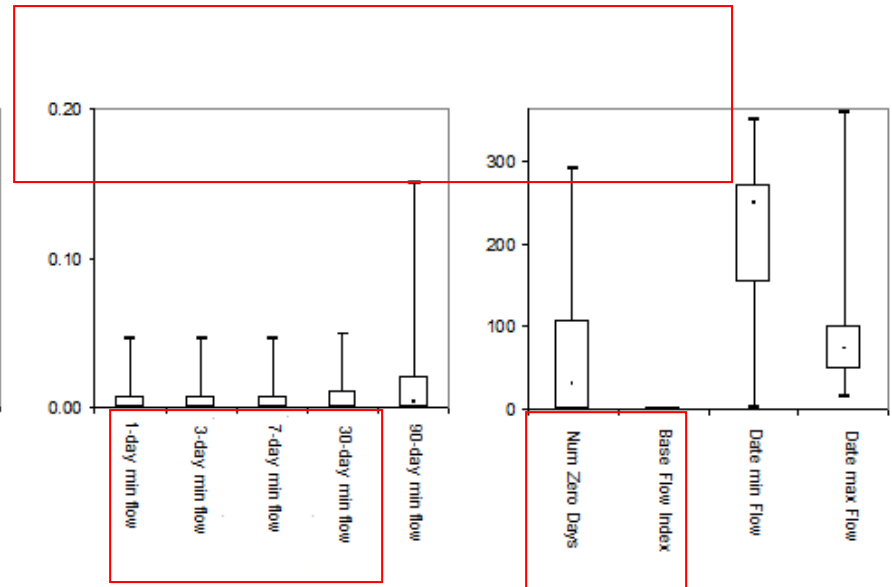 0.20
0.10
0.00
1-day min flow
3-day min flow
7-day min flow
30-day min flow
90-day min flow
300
200
100
0
Num Zero Days
Base Flow Index
Date min Flow
Date max Flow